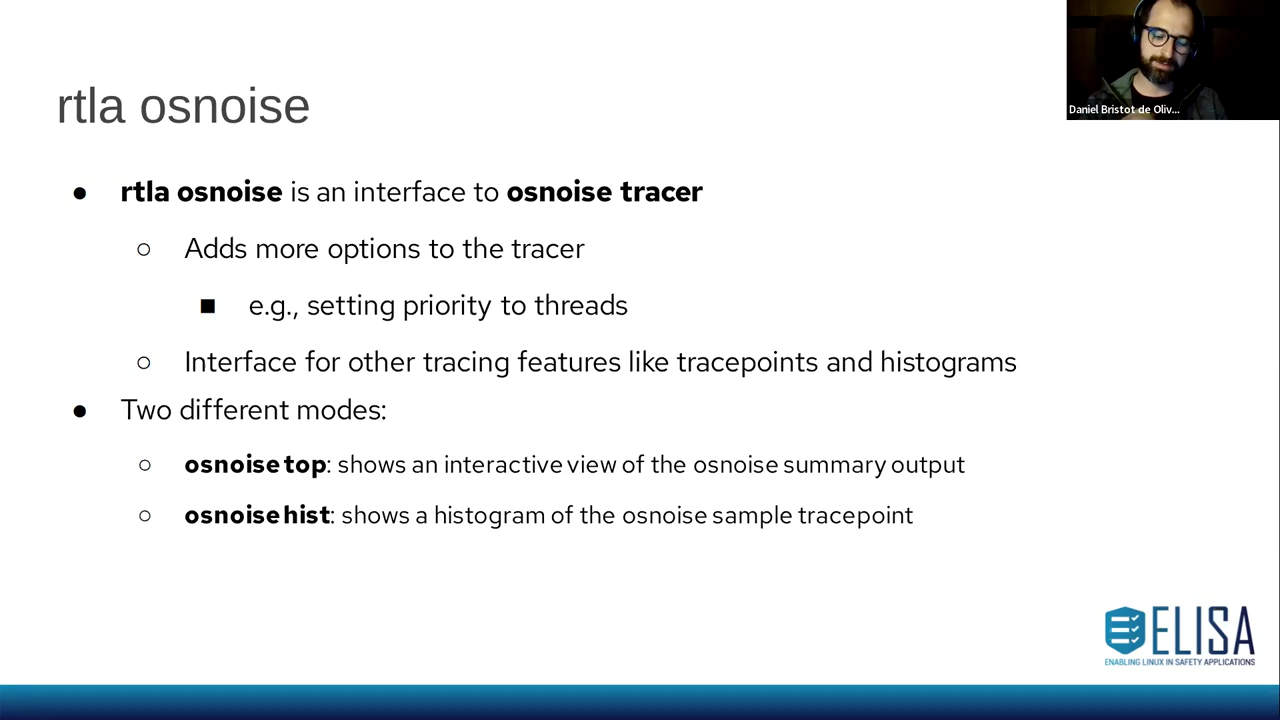 Daniel Bristot de Oliv...
rtla osnoise
● rtla osnoise is an interface to osnoise tracer
○ Adds more options to the tracer
■ e.g., setting priority to threads
○ Interface for other tracing features like tracepoints and histograms
● Two different modes:
○ osnoise top: shows an interactive view of the osnoise summary output
○ osnoise hist: shows a histogram of the osnoise sample tracepoint
ELISA
ENABLING LINUX IN SAFETY APPLICATIONS